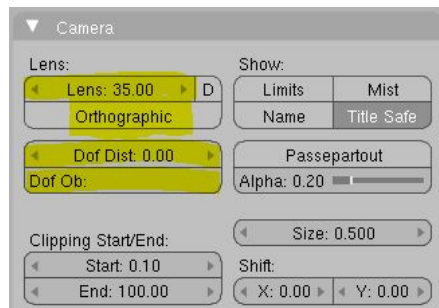 Camera
Lens:
Lens: 35.00 D
Orthographic
Dof Dist: 0.00
Dof Ob:
Clipping Start/End:
Start: 0.10
End: 100.00
Show:
Limits Mist
Name Title Safe
Passepartout
Alpha: 0.20
Size: 0.500
Shift:
X: 0.00 Y: 0.00